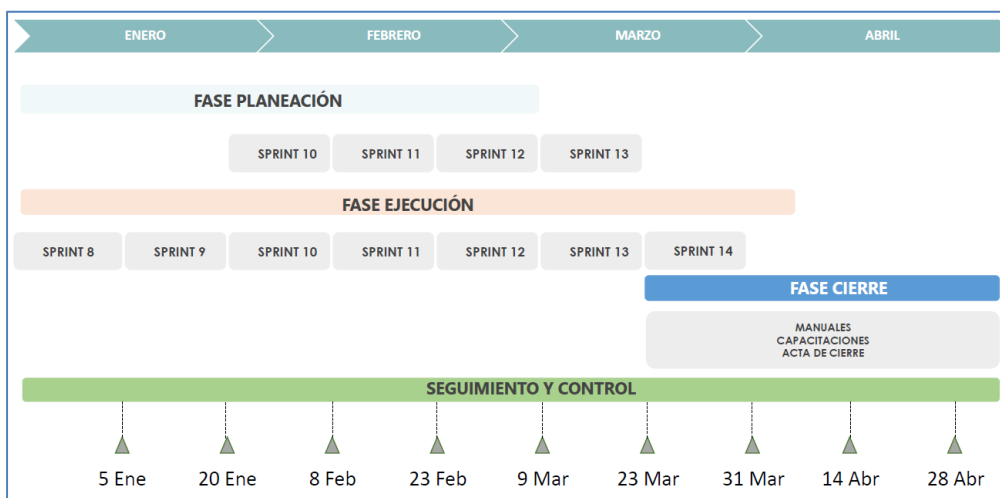 ENERO FEBRERO MARZO ABRIL
FASE PLANEACIÓN
SPRINT 10 SPRINT 11 SPRINT 12 SPRINT 13
FASE EJECUCIÓN
SPRINT 8 SPRINT 9 SPRINT 10 SPRINT 11 SPRINT 12 SPRINT 13 SPRINT 14
FASE CIERRE
MANUALES
CAPACITACIONES
ACTA DE CIERRE
SEGUIMIENTO Y CONTROL
5 Ene 20 Ene 8 Feb 23 Feb 9 Mar 23 Mar 31 Mar 14 Abr 28 Abr